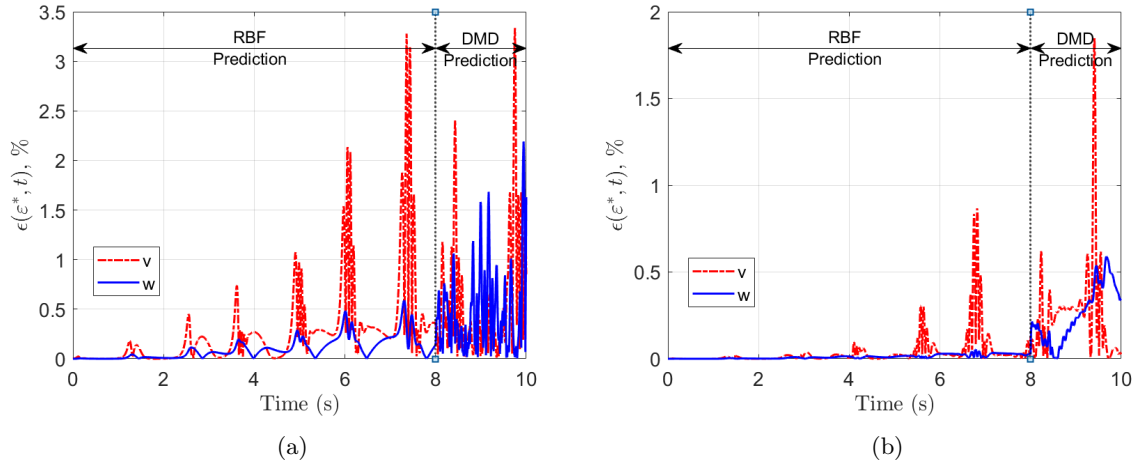 3.5
3
2.5
2
1.5
1
0.5
0
0 2 4 6 8 10
ϵ(ε*, t), %
Time (s)
RBF
Prediction
DMD
Prediction
v
w
(a)
2
1.5
1
0.5
0
0 2 4 6 8 10
ϵ(ε*, t), %
Time (s)
RBF
Prediction
DMD
Prediction
v
w
(b)